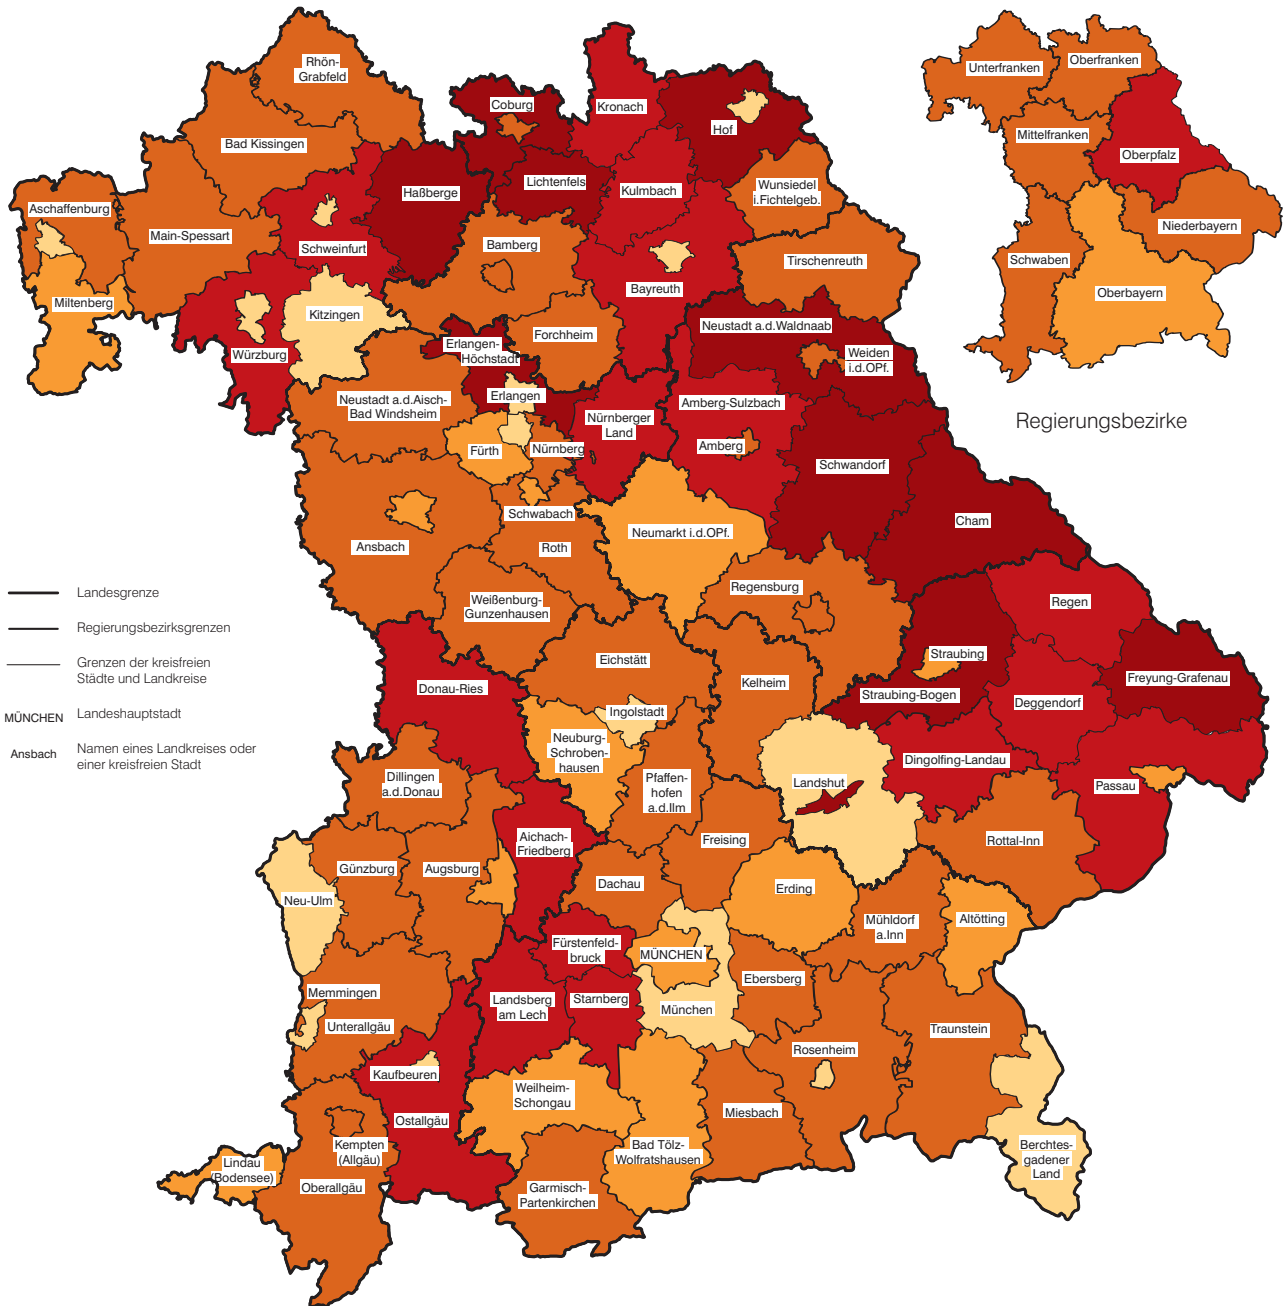 Rhön-
Grabfeld
Coburg
Kronach
Hof
Bad Kissingen
Haßberge
Lichtenfels
Kulmbach
Wunsiedel
i.Fichtelgeb.
Aschaffenburg
Main-Spessart
Schweinfurt
Bamberg
Tirschenreuth
Bayreuth
Miltenberg
Kitzingen
Würzburg
Forchheim
Neustadt a.d.Waldnaab
Erlangen-
Höchstadt
Weiden
i.d.OPf.
Neustadt a.d.Aisch-
Bad Windsheim
Erlangen
Nürnberger
Land
Amberg-Sulzbach
Fürth
Nürnberg
Amberg
Schwandorf
Schwabach
Neumarkt i.d.OPf.
Cham
Ansbach
Roth
Weißenburg-
Gunzenhausen
Regensburg
Regen
Eichstätt
Straubing
Donau-Ries
Kelheim
Straubing-Bogen
Freyung-Grafenau
Ingolstadt
Deggendorf
Neuburg-
Schroben-
hausen
Dingolfing-Landau
Dillingen
a.d.Donau
Pfaffen-
hofen
a.d.Ilm
Landshut
Passau
Aichach-
Friedberg
Freising
Rottal-Inn
Günzburg
Augsburg
Dachau
Erding
Neu-Ulm
Mühldorf
a.Inn
Altötting
Fürstenfeld-
bruck
MÜNCHEN
Ebersberg
Memmingen
Landsberg
am Lech
Starnberg
München
Unterallgäu
Traunstein
Rosenheim
Kaufbeuren
Weilheim-
Schongau
Miesbach
Ostallgäu
Kempten
(Allgäu)
Bad Tölz-
Wolfratshausen
Berchtes-
gadener
Land
Lindau
(Bodensee)
Oberallgäu
Garmisch-
Partenkirchen
Unterfranken
Oberfranken
Mittelfranken
Oberpfalz
Niederbayern
Schwaben
Oberbayern
Regierungsbezirke
Landesgrenze
Regierungsbezirksgrenzen
Grenzen der kreisfreien
Städte und Landkreise
MÜNCHEN Landeshauptstadt
Ansbach Namen eines Landkreises oder
einer kreisfreien Stadt